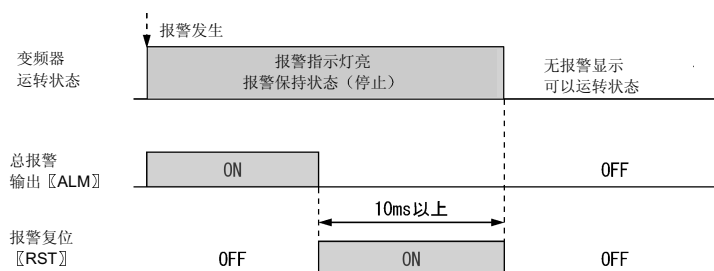 报警发生
变频器
运转状态
报警指示灯亮
报警保持状态（停止）
无报警显示
可以运转状态
总报警
输出〖ALM〗
ON
OFF
10ms以上
报警复位
〖RST〗
OFF
ON
OFF